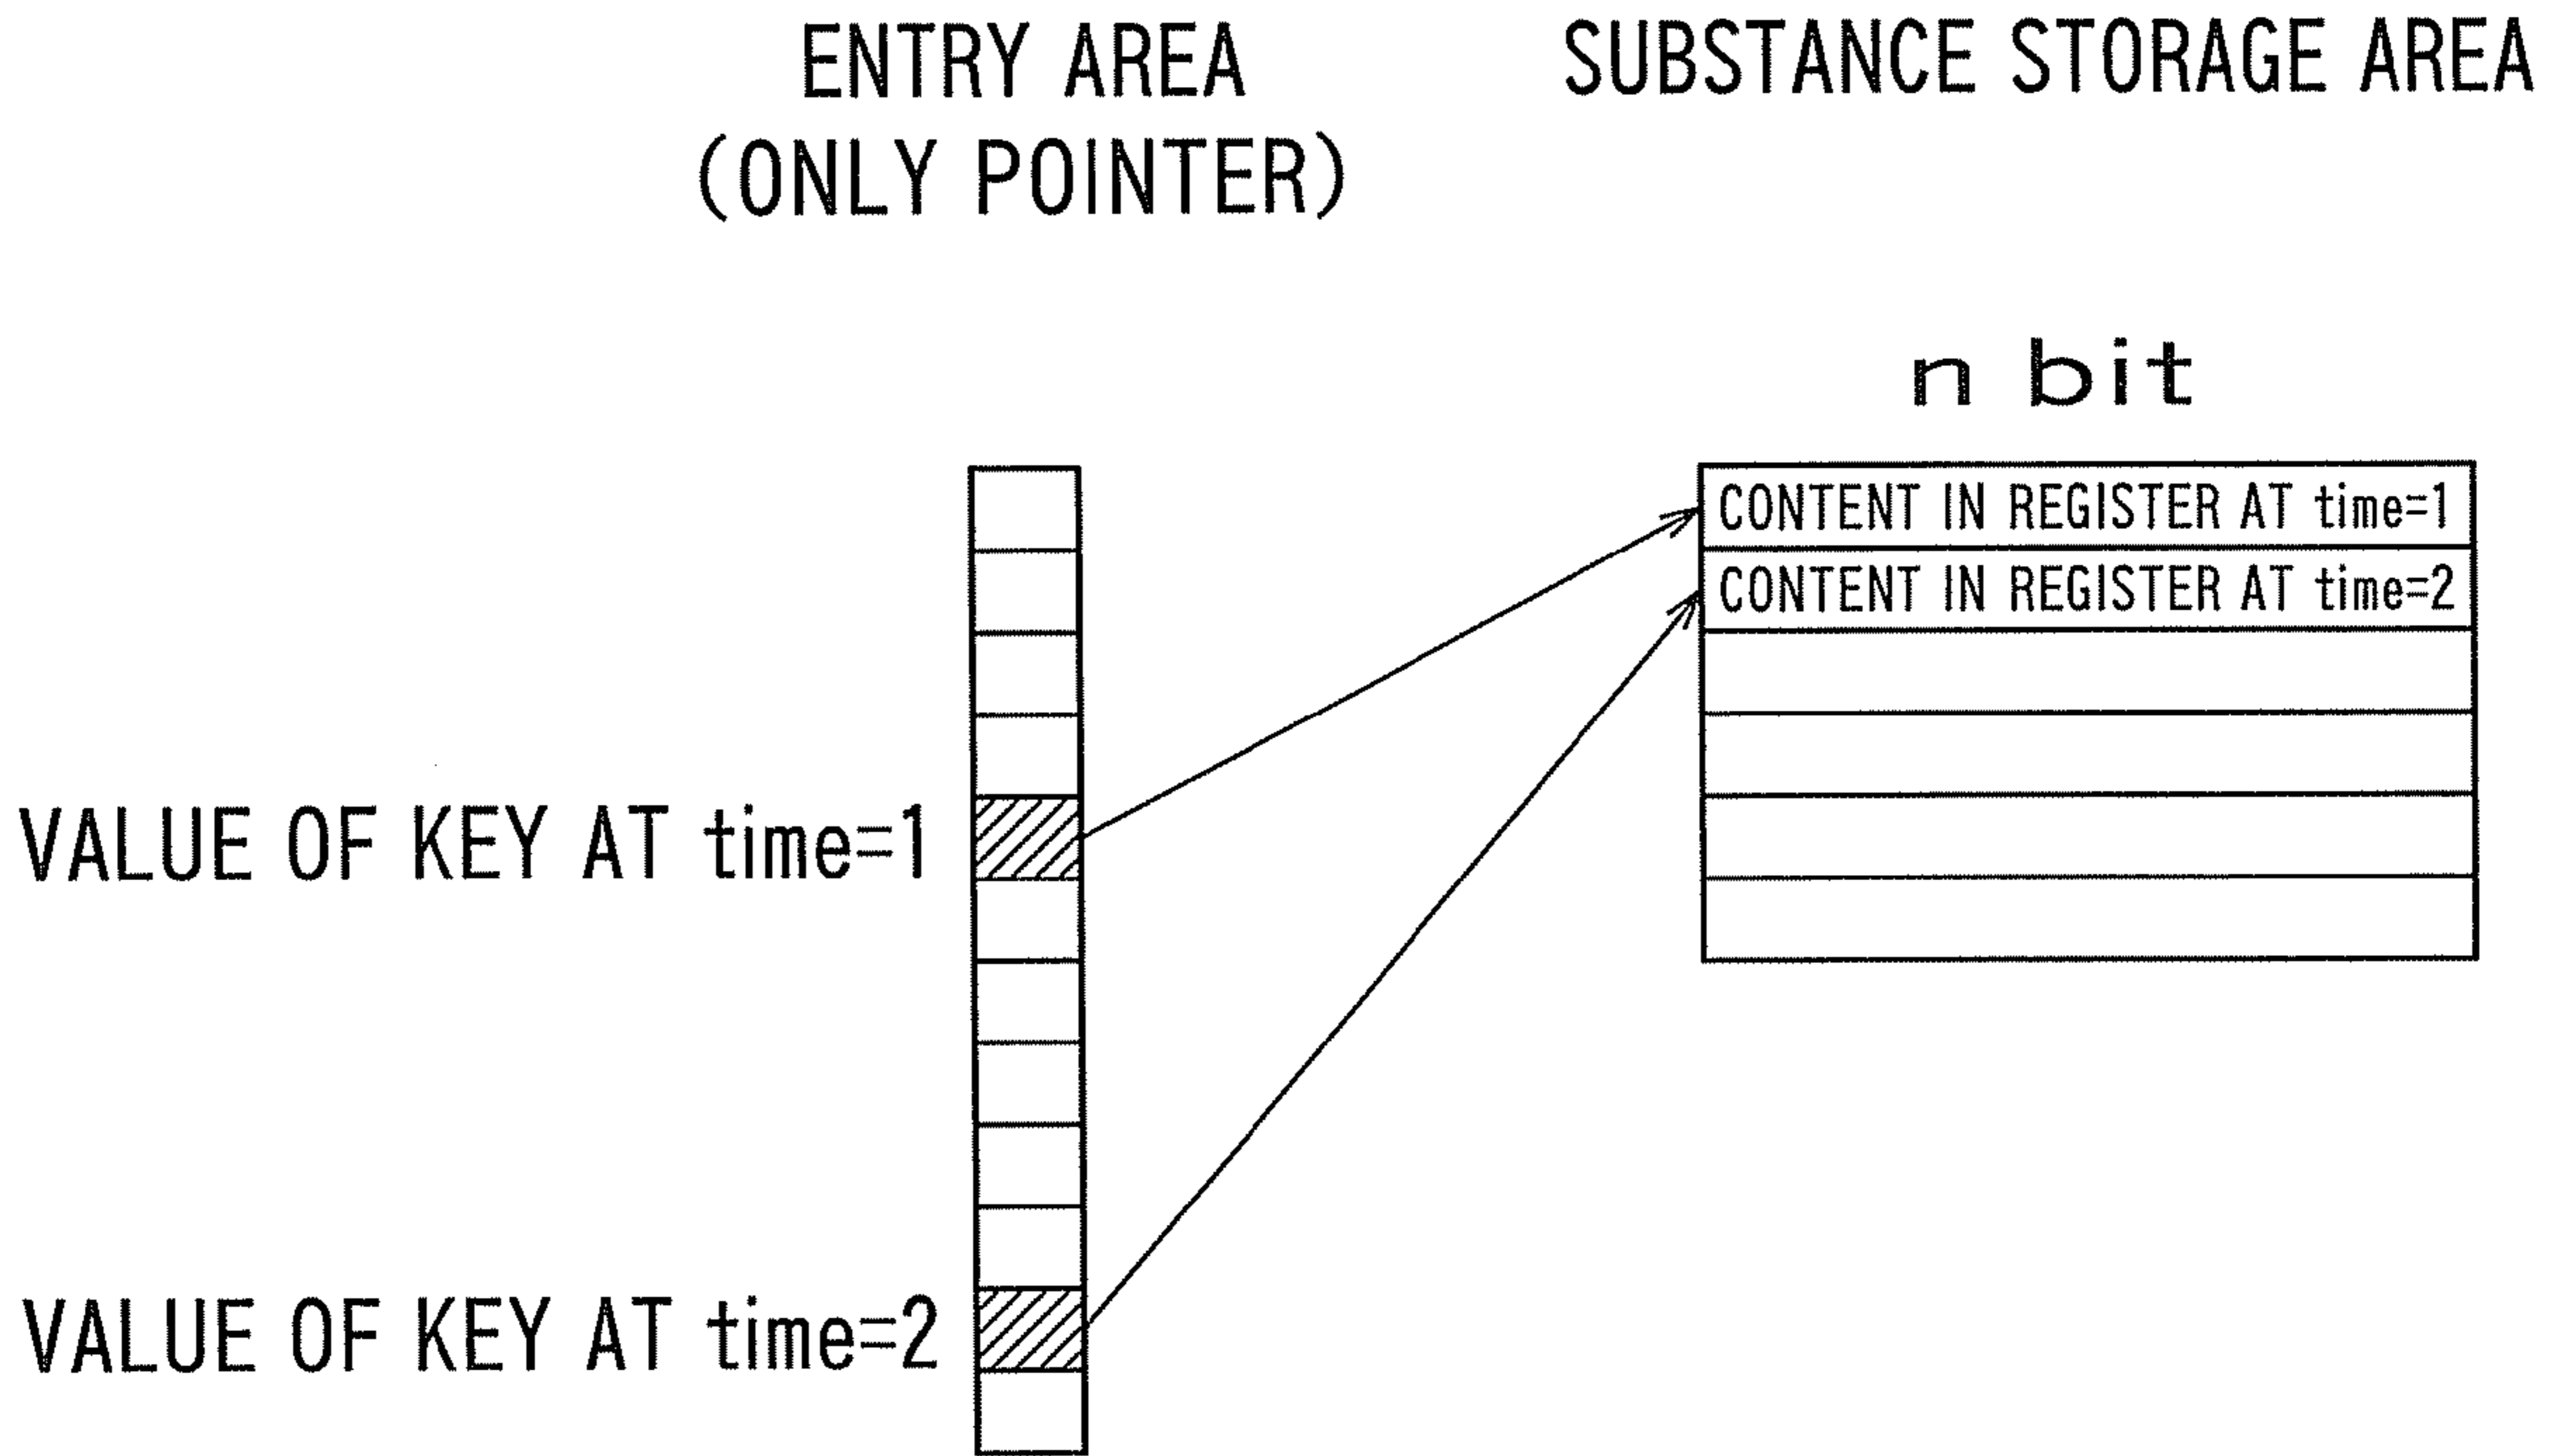 ENTRY AREA
(ONLY POINTER)
SUBSTANCE STORAGE AREA
n bit
CONTENT IN REGISTER AT time=1
CONTENT IN REGISTER AT time=2
VALUE OF KEY AT time=1
VALUE OF KEY AT time=2